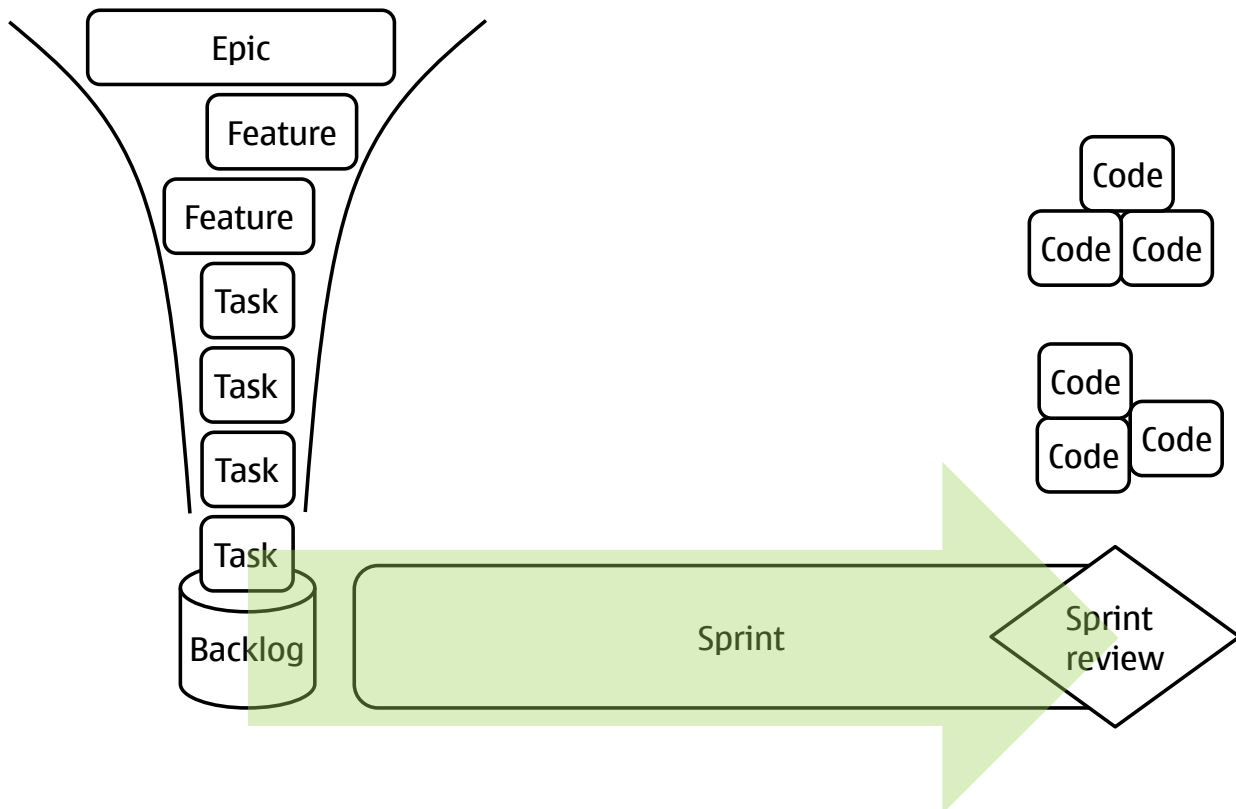 Epic
Feature
Feature
Task
Task
Task
Task
Backlog
Sprint
Sprint
review
Code
Code
Code
Code
Code
Code